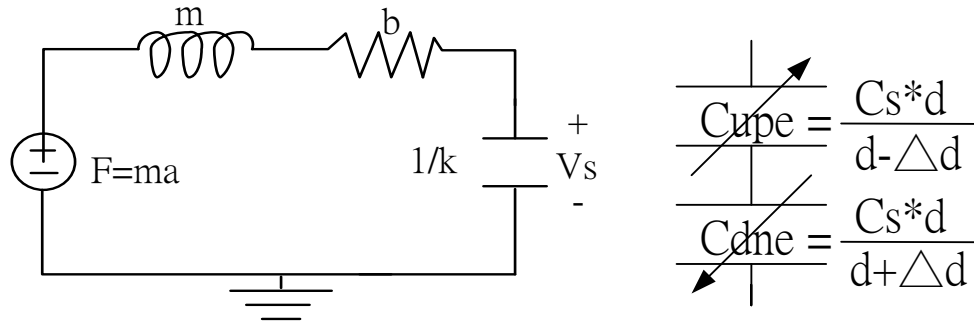 m
b
F=ma
1/k
+
Vs
-
Cupe = Cs*d
d-△d
Cdne = Cs*d
d+△d